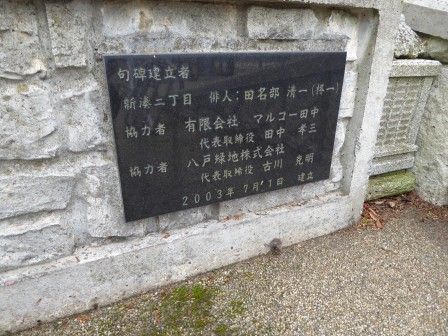 句碑建立者
新湊二丁目 俳人:田名部 清一(祥一)
協力者 有限会社 マルコー田中
代表取締役 田中 孝三
協力者 八戸緑地株式会社
代表取締役 古川 克明
2003年 7月 1日 建立